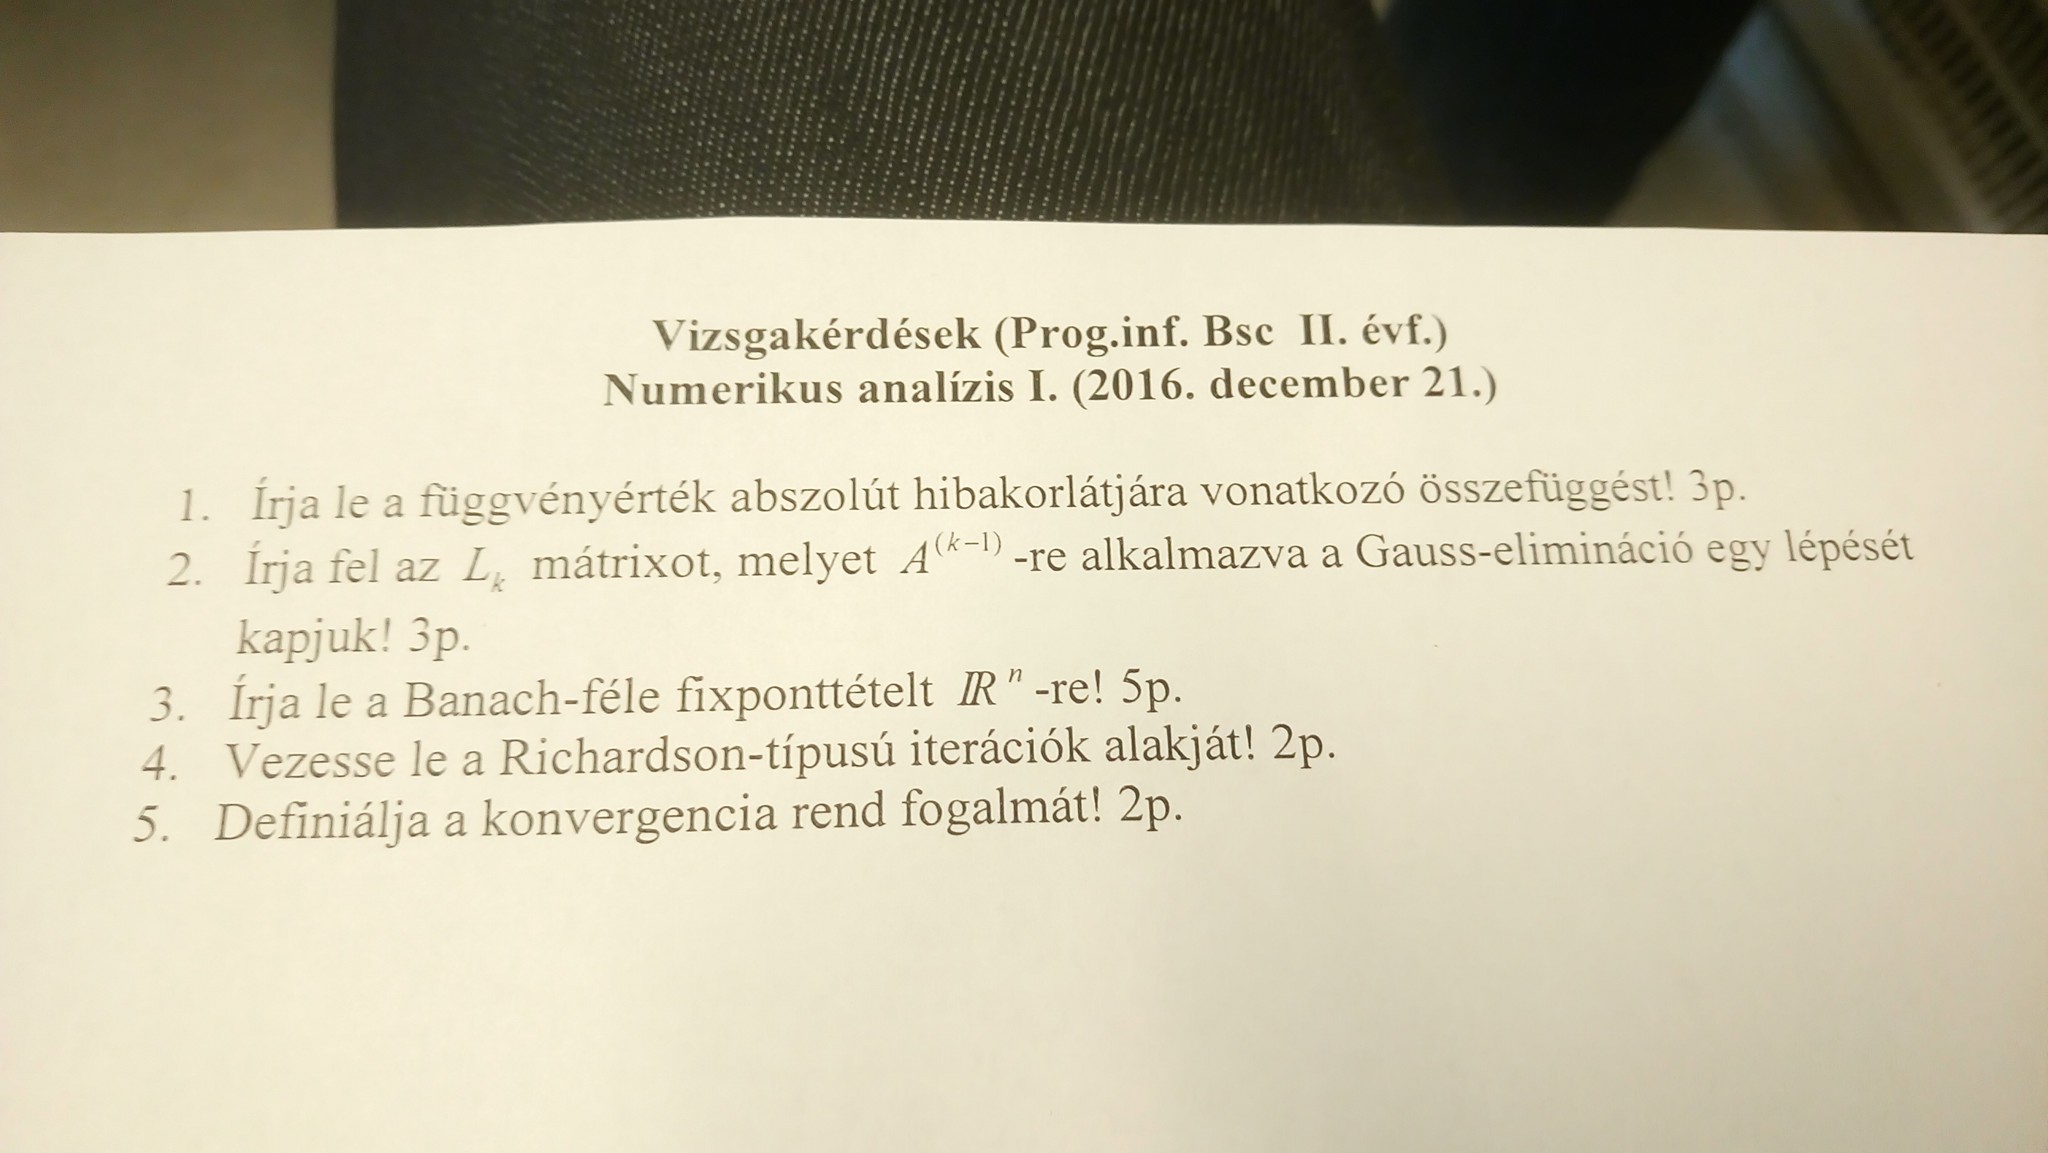 Vizsgakérdések (Prog.inf. Bsc II. évf.)
Numerikus analízis I. (2016. december 21.)
1. Írja le a függvényérték abszolút hibakorlátjára vonatkozó összefüggést! 3p.
2. Írja fel az Lₖ mátrixot, melyet A⁽ᵏ⁻¹⁾ -re alkalmazva a Gauss-elimináció egy lépését
kapjuk! 3p.
3. Írja le a Banach-féle fixponttételt ℝⁿ -re! 5p.
4. Vezesse le a Richardson-típusú iterációk alakját! 2p.
5. Definiálja a konvergencia rend fogalmát! 2p.